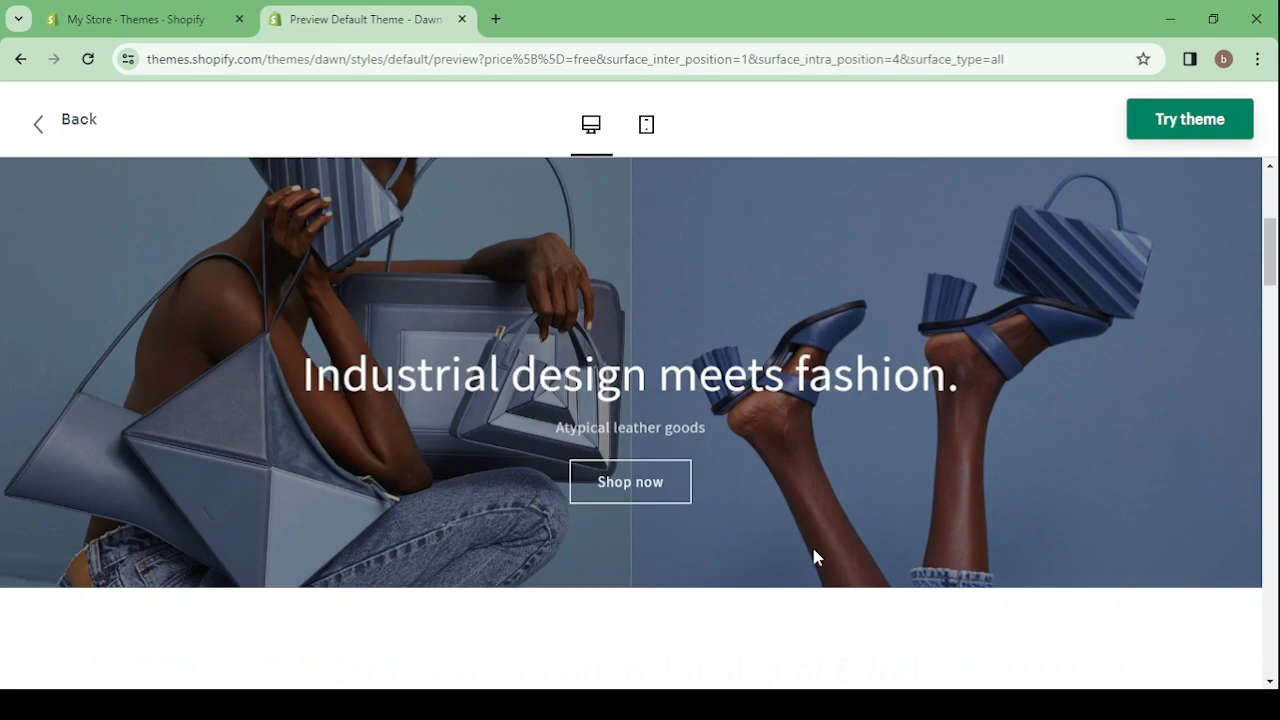 My Store · Themes · Shopify
Preview Default Theme - Dawn
themes.shopify.com/themes/dawn/styles/default/preview?price%5B%5D=free&surface_inter_position=1&surface_intra_position=4&surface_type=all
b
Back
Try theme
Industrial design meets fashion.
Atypical leather goods
Shop now